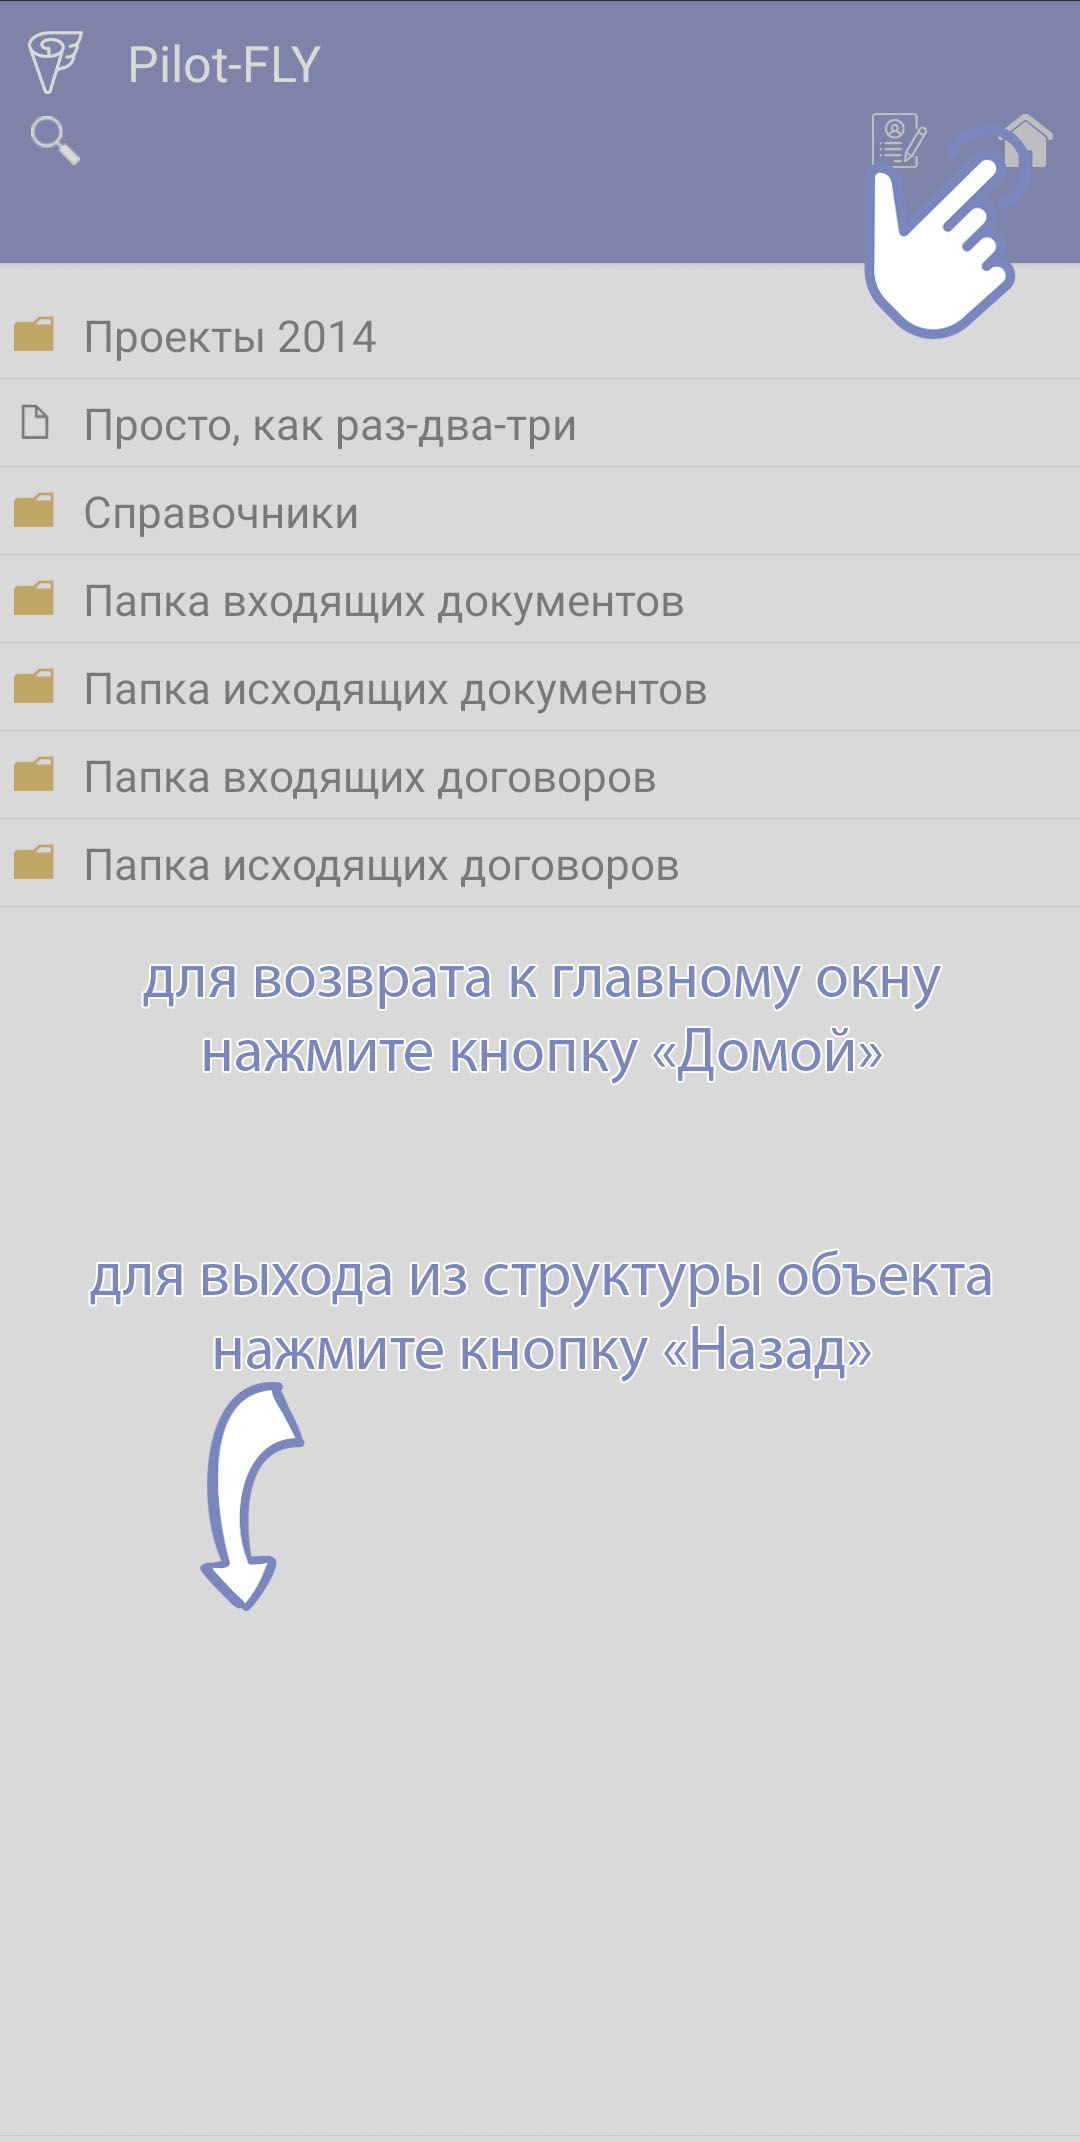 Pilot-FLY
Проекты 2014
Просто, как раз-два-три
Справочники
Папка входящих документов
Папка исходящих документов
Папка входящих договоров
Папка исходящих договоров
для возврата к главному окну
нажмите кнопку «Домой»
для выхода из структуры объекта
нажмите кнопку «Назад»